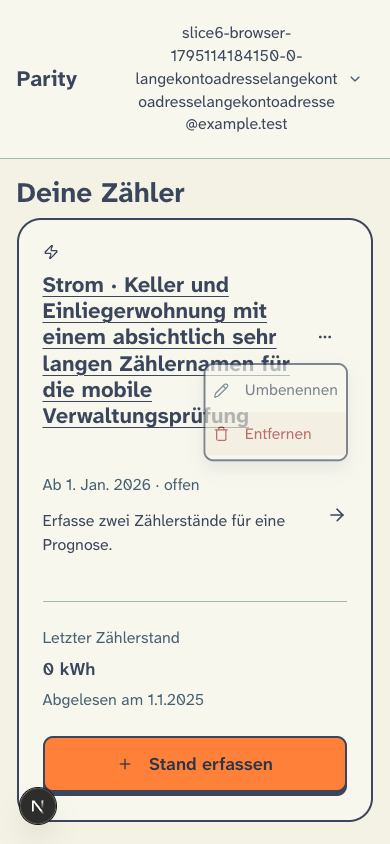 slice6-browser-
1795114184150-0-
langekontoadresselangekont
oadresselangekontoadresse
@example.test
Parity
Deine Zähler
Strom · Keller und
Einliegerwohnung mit
einem absichtlich sehr
langen Zählernamen für
die mobile
Verwaltungsprüfung
Umbenennen
Entfernen
Ab 1. Jan. 2026 · offen
Erfasse zwei Zählerstände für eine
Prognose.
Letzter Zählerstand
0 kWh
Abgelesen am 1.1.2025
Stand erfassen
N